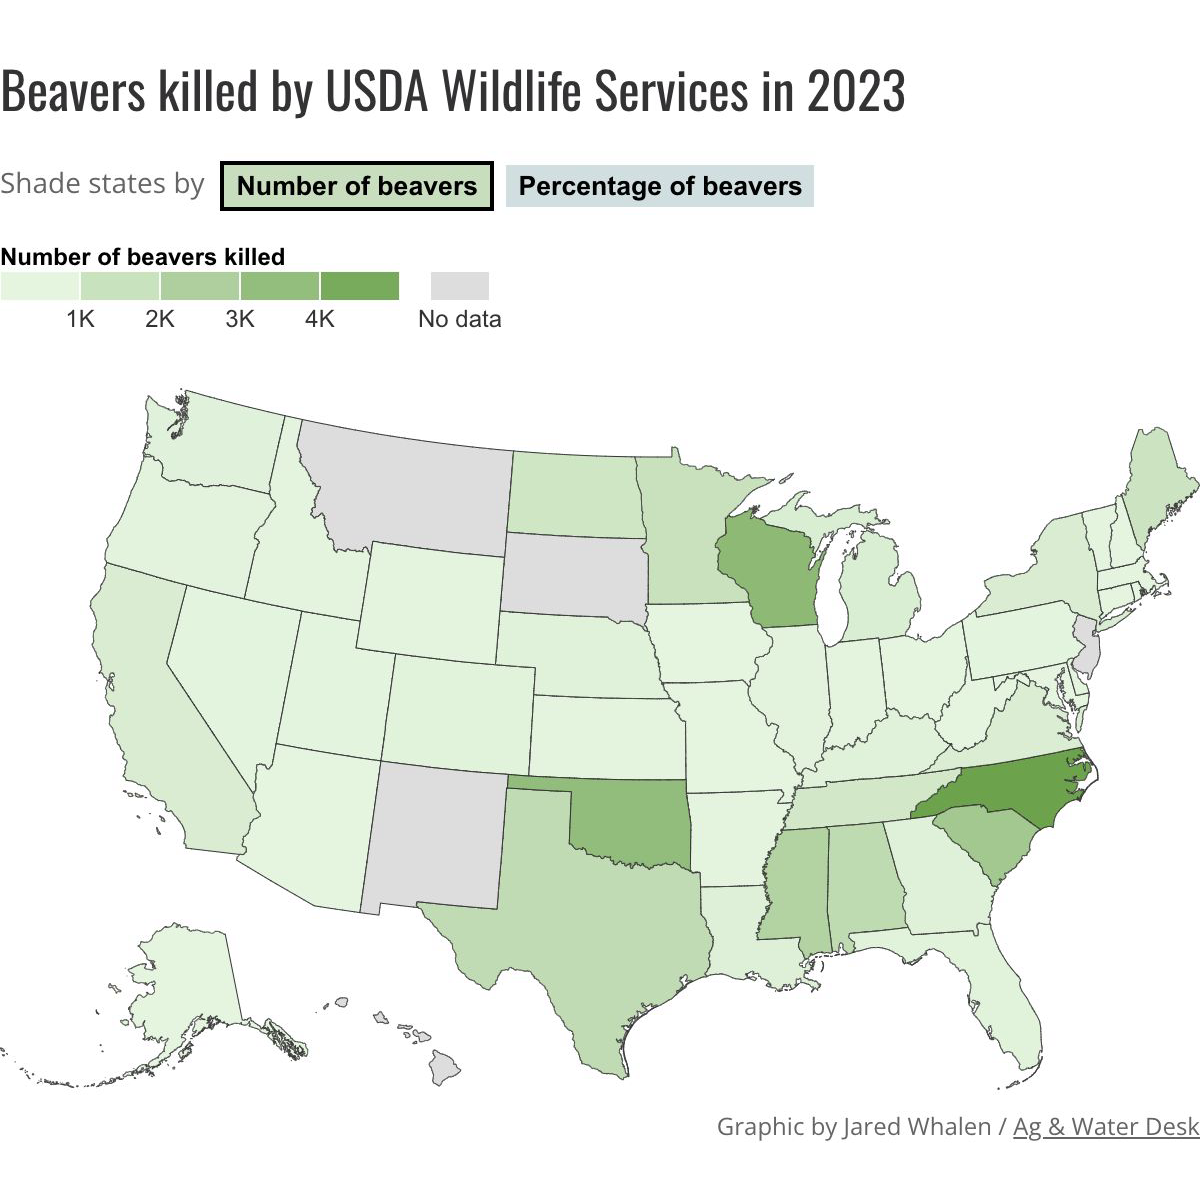 Beavers killed by USDA Wildlife Services in 2023
Shade states by Number of beavers Percentage of beavers
Number of beavers killed
1K 2K 3K 4K No data
Graphic by Jared Whalen / Ag & Water Desk